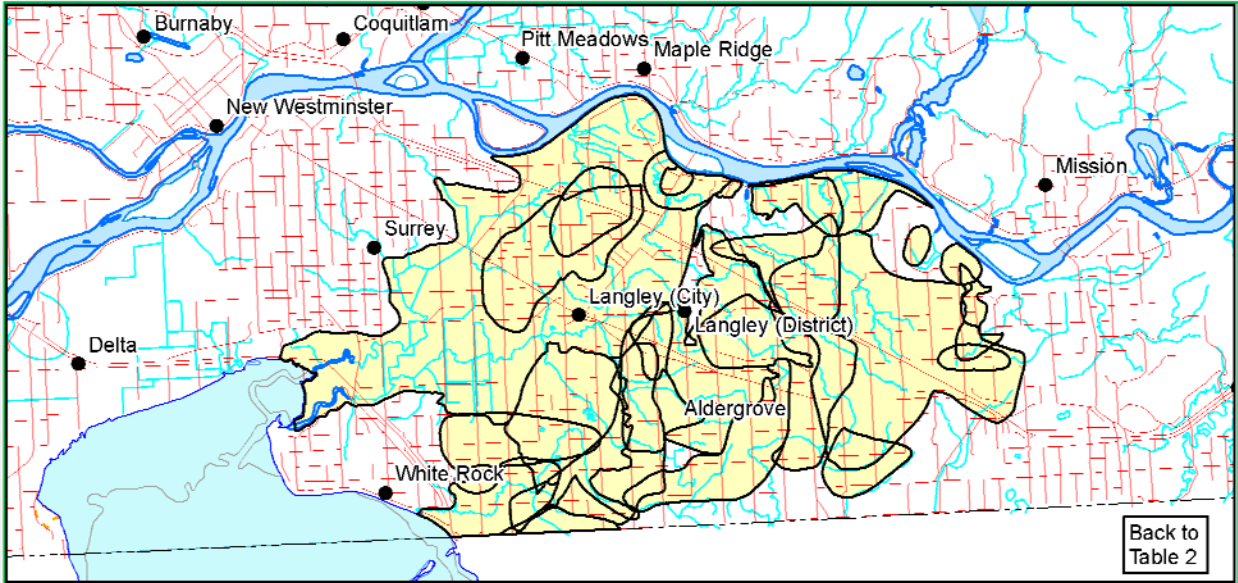 Burnaby
Coquitlam
Pitt Meadows
Maple Ridge
New Westminster
Mission
Surrey
Langley (City)
Langley (District)
Delta
Aldergrove
White Rock
Back to
Table 2